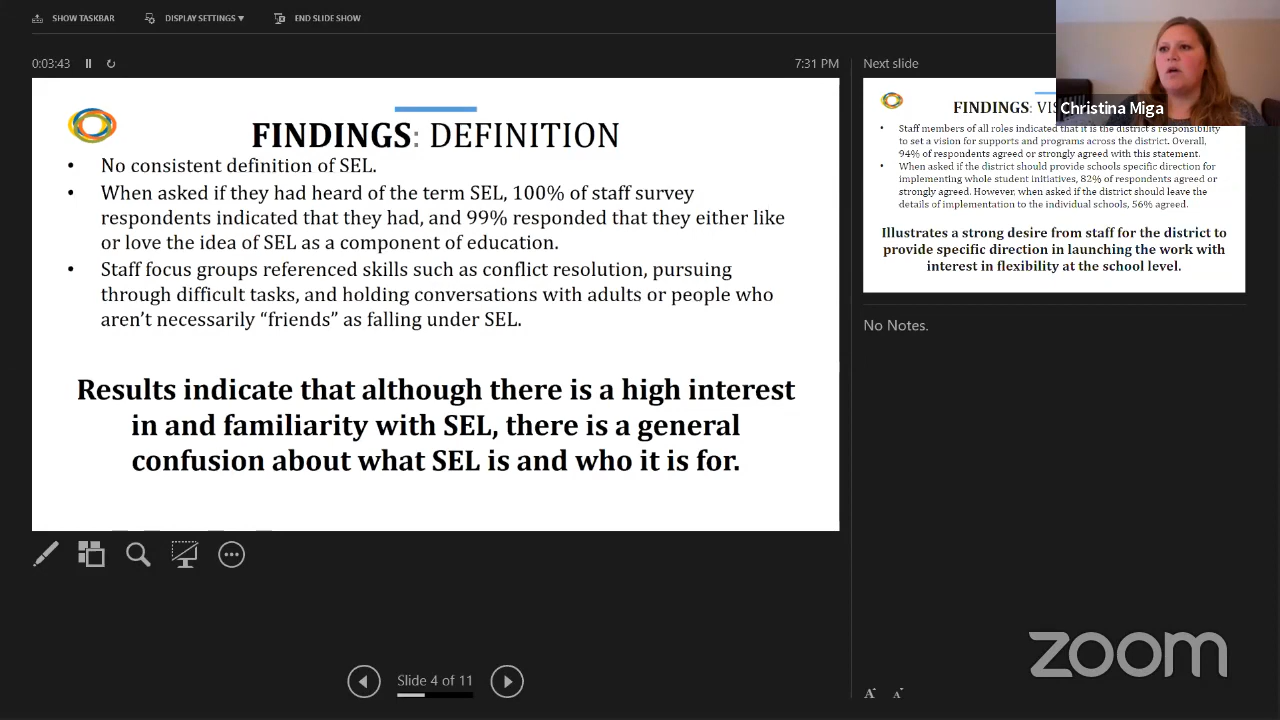 SHOW TASKBAR
DISPLAY SETTINGS ▼
END SLIDE SHOW
0:03:43
7:31 PM
FINDINGS: DEFINITION
• No consistent definition of SEL.
• When asked if they had heard of the term SEL, 100% of staff survey
respondents indicated that they had, and 99% responded that they either like
or love the idea of SEL as a component of education.
• Staff focus groups referenced skills such as conflict resolution, pursuing
through difficult tasks, and holding conversations with adults or people who
aren't necessarily “friends” as falling under SEL.
Results indicate that although there is a high interest
in and familiarity with SEL, there is a general
confusion about what SEL is and who it is for.
Slide 4 of 11
Next slide
Christina Miga
FINDINGS: VIS
• Staff members of all roles indicated that it is the district's responsibility
to set a vision for supports and programs across the district. Overall,
94% of respondents agreed or strongly agreed with this statement.
• When asked if the district should provide schools specific direction for
implementing whole student initiatives, 82% of respondents agreed or
strongly agreed. However, when asked if the district should leave the
details of implementation to the individual schools, 56% agreed.
Illustrates a strong desire from staff for the district to
provide specific direction in launching the work with
interest in flexibility at the school level.
No Notes.
zoom
A A